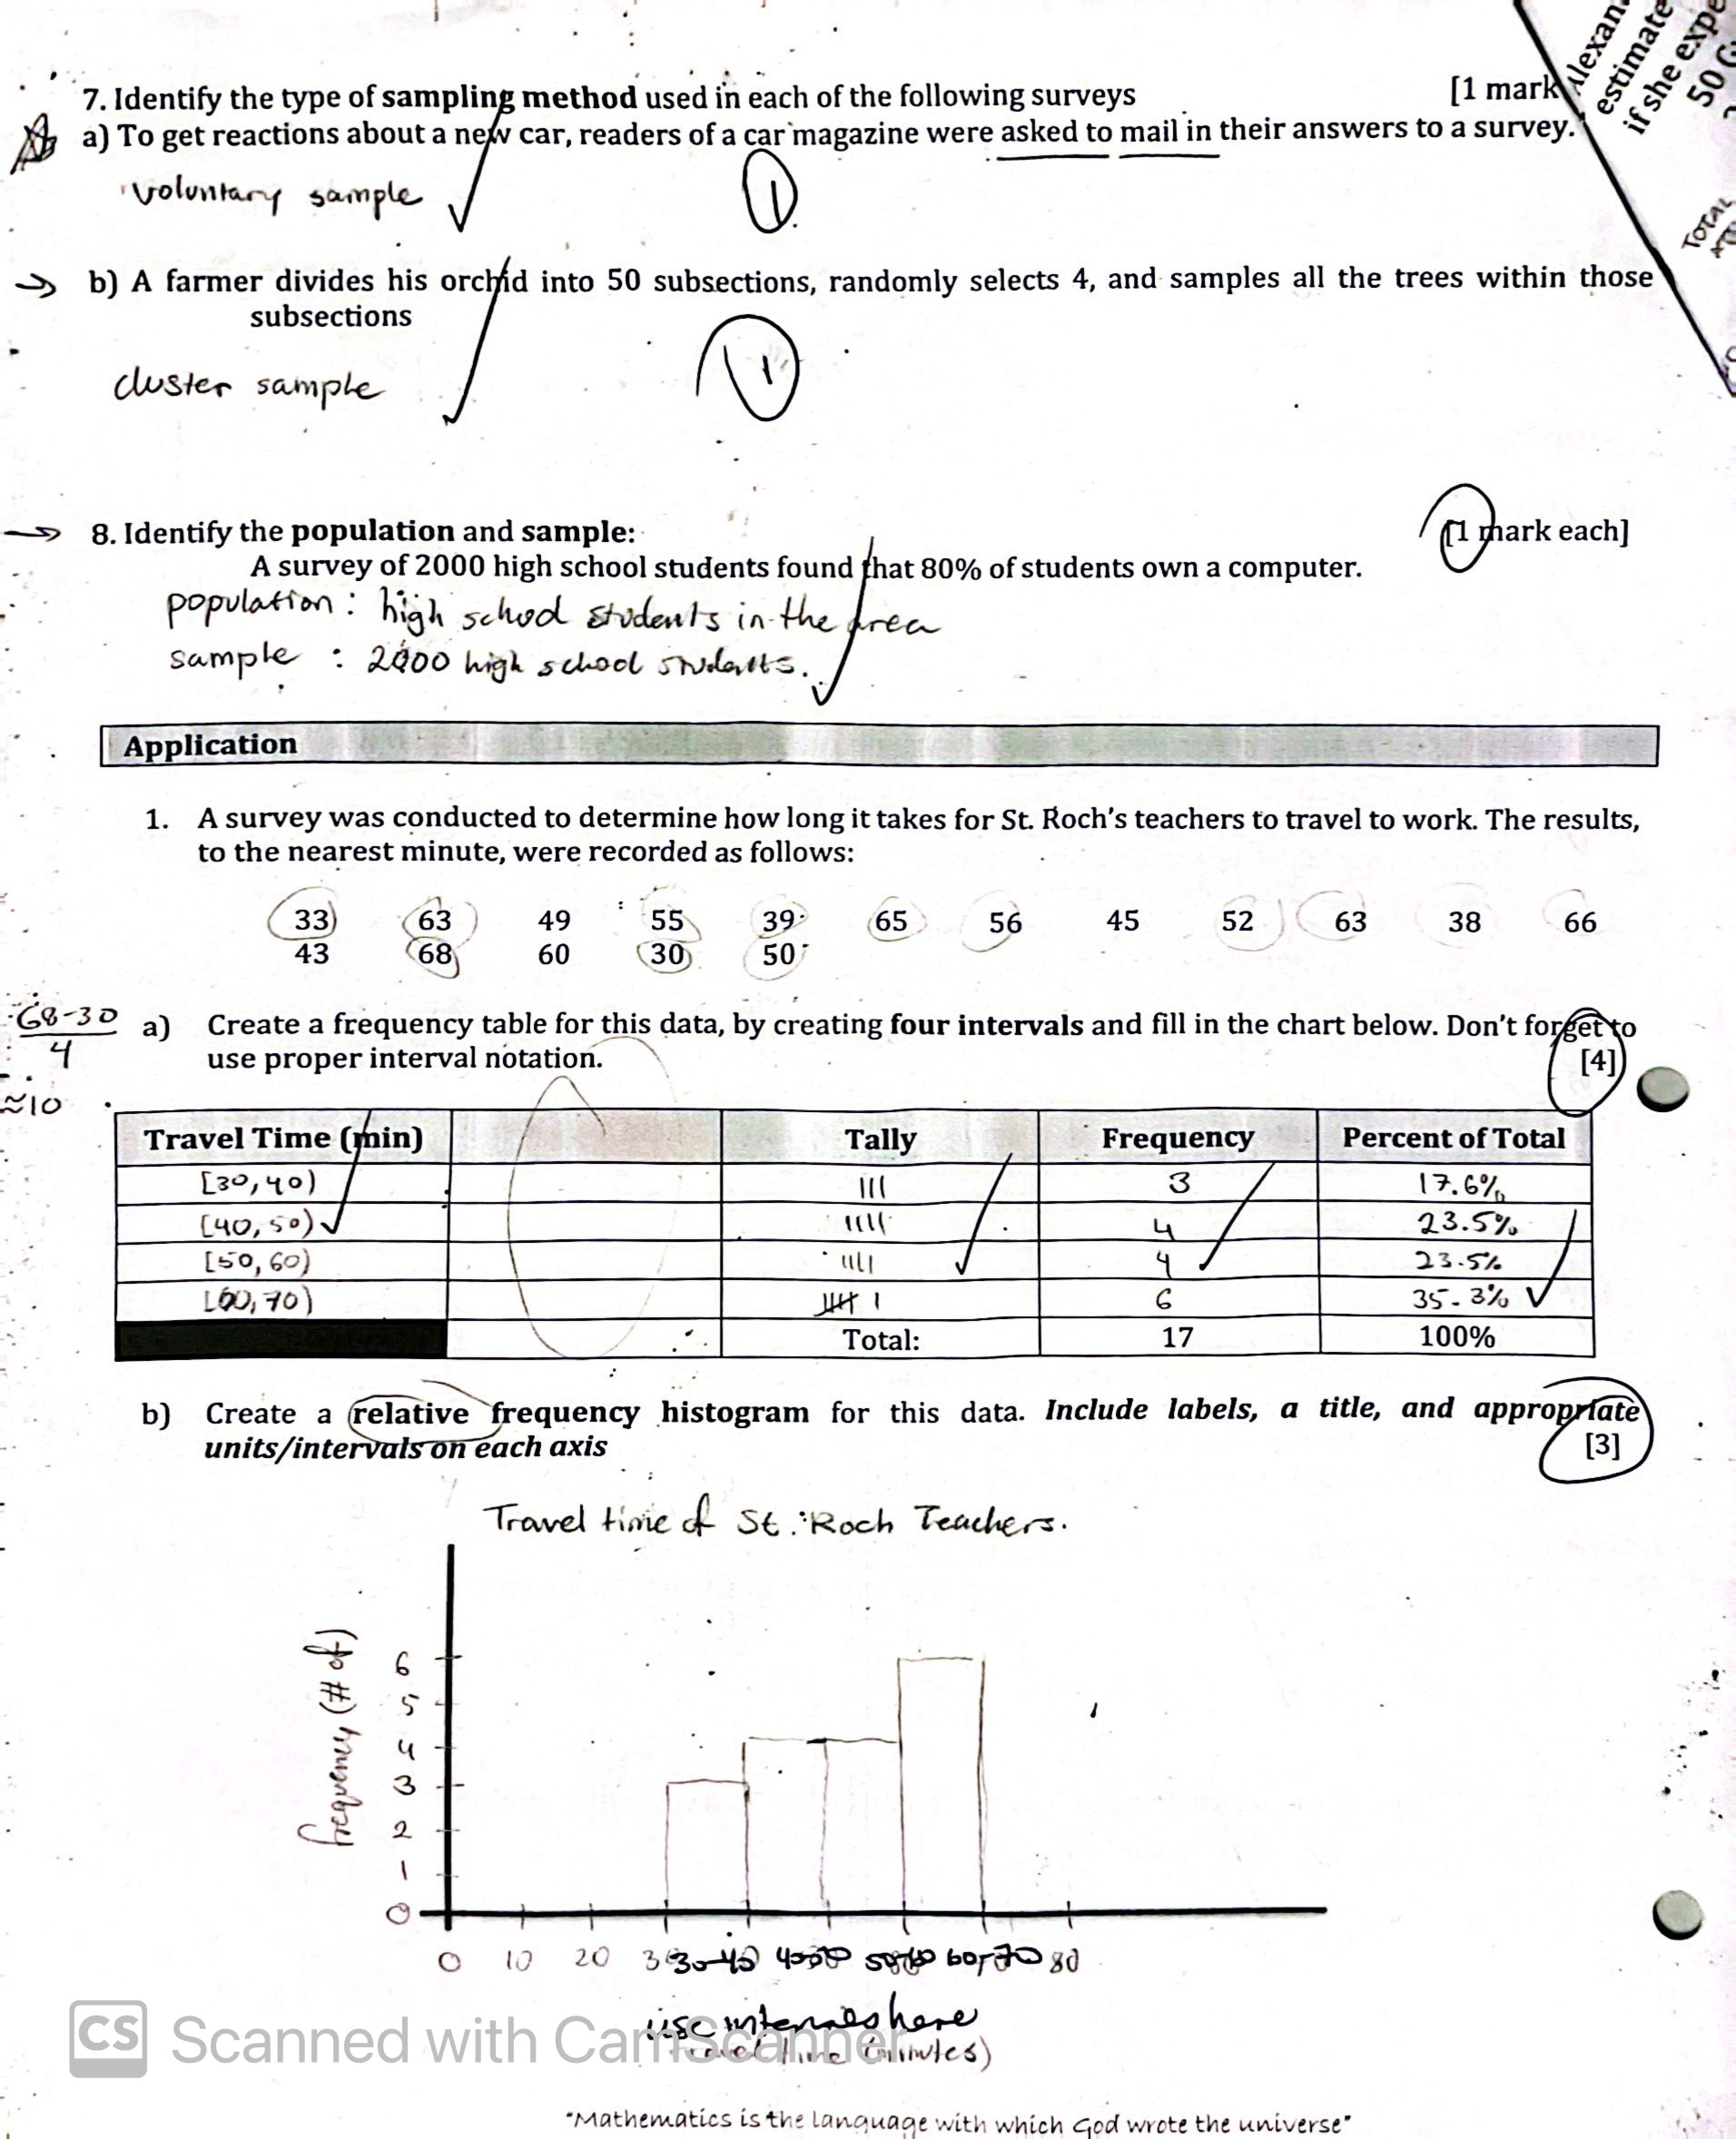 7. Identify the type of sampling method used in each of the following surveys [1 mark
a) To get reactions about a new car, readers of a car magazine were asked to mail in their answers to a survey.
voluntary sample
1
b) A farmer divides his orchid into 50 subsections, randomly selects 4, and samples all the trees within those
subsections
cluster sample
1
Alexan
estimate
if she expe
50
TOTAL
8. Identify the population and sample: [1 mark each]
A survey of 2000 high school students found that 80% of students own a computer.
population : high school students in the area
sample : 2000 high school students.
Application
1. A survey was conducted to determine how long it takes for St. Roch's teachers to travel to work. The results,
to the nearest minute, were recorded as follows:
33 63 49 55 39 65 56 45 52 63 38 66
43 68 60 30 50
68-30
4
≈10
a) Create a frequency table for this data, by creating four intervals and fill in the chart below. Don't forget to
use proper interval notation. [4]
Travel Time (min) Tally Frequency Percent of Total
[30,40) III 3 17.6%
[40,50) IIII 4 23.5%
[50,60) IIII 4 23.5%
[60,70) IIII I 6 35.3%
Total: 17 100%
b) Create a relative frequency histogram for this data. Include labels, a title, and appropriate
units/intervals on each axis [3]
Travel time of St. Roch Teachers.
frequency (# of)
6
5
4
3
2
1
0
0 10 20 30-40 40-50 50-60 60-70 80
use intervals here
travel time (minutes)
CS Scanned with CamScanner
"Mathematics is the language with which God wrote the universe"